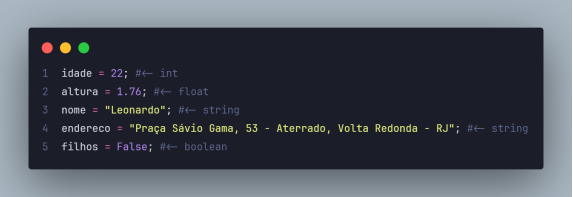 1 idade = 22; #<- int
2 altura = 1.76; #<- float
3 nome = "Leonardo"; #<- string
4 endereco = "Praça Sávio Gama, 53 - Aterrado, Volta Redonda - RJ"; #<- string
5 filhos = False; #<- boolean